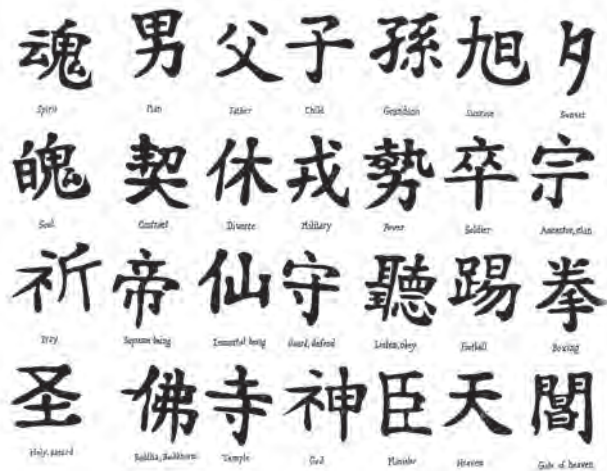 魂 男 父 子 孫 旭 夕
Spirit Man Father Child Grandson Sunrise Sunset
魄 契 休 戎 勢 卒 宗
Soul Contract Divorce Military Power Soldier Ancestor, clan
祈 帝 仙 守 聽 踢 拳
Pray Supreme being Immortal being Guard, defend Listen, obey Football Boxing
圣 佛 寺 神 臣 天 閶
Holy, sacred Buddha, Buddhism Temple God Minister Heaven Gate of heaven